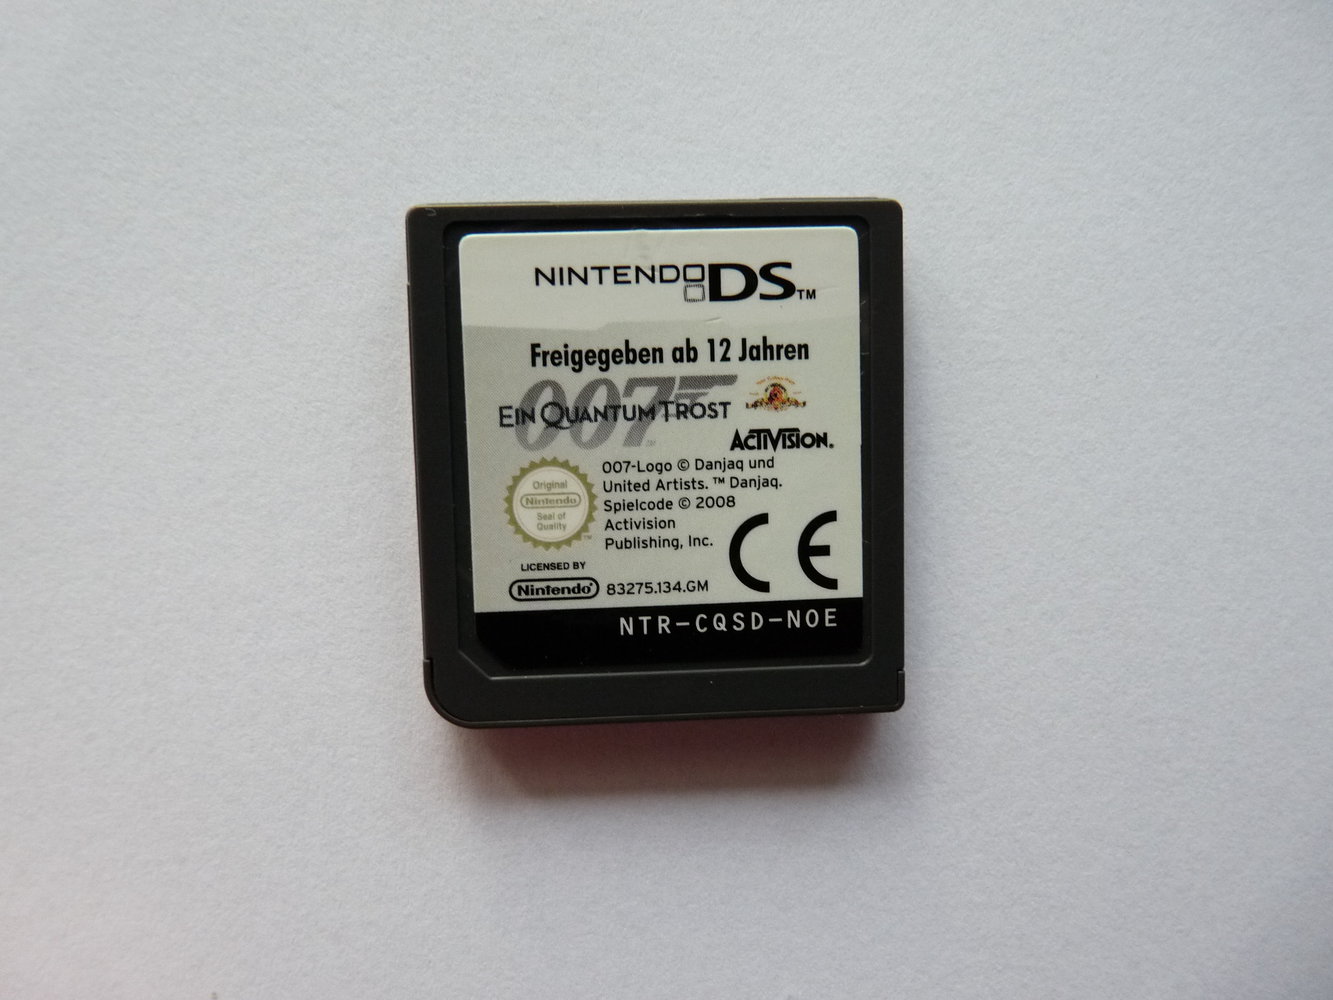 NINTENDO DS™
Freigegeben ab 12 Jahren
007
EIN QUANTUM TROST
ACTIVISION.
007-Logo © Danjaq und
United Artists. ™ Danjaq.
Spielcode © 2008
Activision
Publishing, Inc.
Original
Nintendo
Seal of
Quality
™
CE
LICENSED BY
Nintendo®
83275.134.GM
NTR-CQSD-NOE